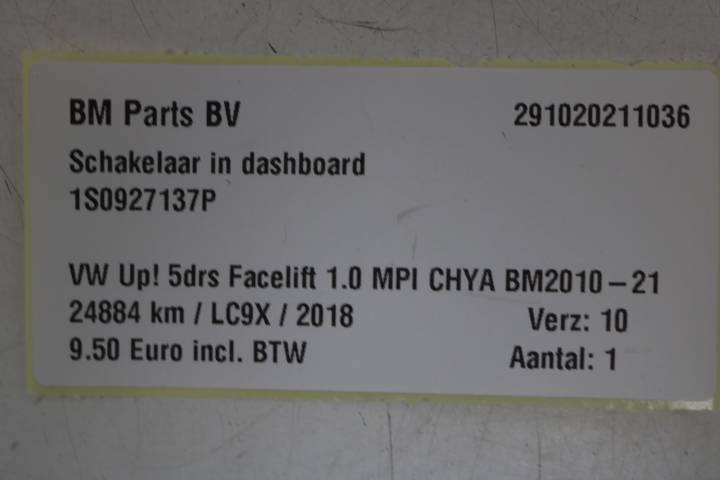 BM Parts BV 291020211036
Schakelaar in dashboard
1S0927137P
VW Up! 5drs Facelift 1.0 MPI CHYA BM2010-21
24884 km / LC9X / 2018 Verz: 10
9.50 Euro incl. BTW Aantal: 1